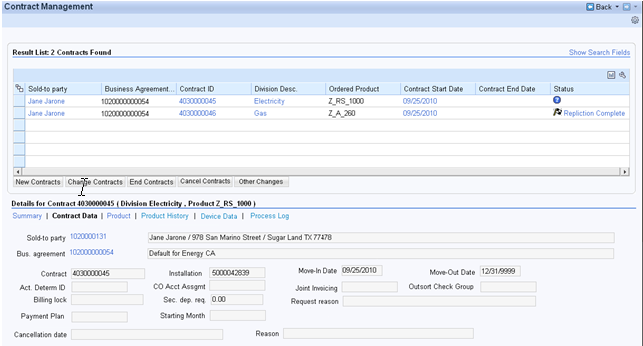 Contract Management
Back
Result List: 2 Contracts Found
Show Search Fields
Sold-to party Business Agreement... Contract ID Division Desc. Ordered Product Contract Start Date Contract End Date Status
Jane Jarone 1020000000054 4030000045 Electricity Z_RS_1000 09/25/2010
Jane Jarone 1020000000054 4030000046 Gas Z_A_260 09/25/2010 Repliction Complete
New Contracts Change Contracts End Contracts Cancel Contracts Other Changes
Details for Contract 4030000045 ( Division Electricity , Product Z_RS_1000 )
Summary | Contract Data | Product | Product History | Device Data | Process Log
Sold-to party 1020000131 Jane Jarone / 978 San Marino Street / Sugar Land TX 77478
Bus. agreement 1020000000054 Default for Energy CA
Contract 4030000045 Installation 5000042839 Move-In Date 09/25/2010 Move-Out Date 12/31/9999
Act. Determ ID CO Acct Assgmt Joint Invoicing Outsort Check Group
Billing lock Sec. dep. req. 0.00 Request reason
Payment Plan Starting Month
Cancellation date Reason